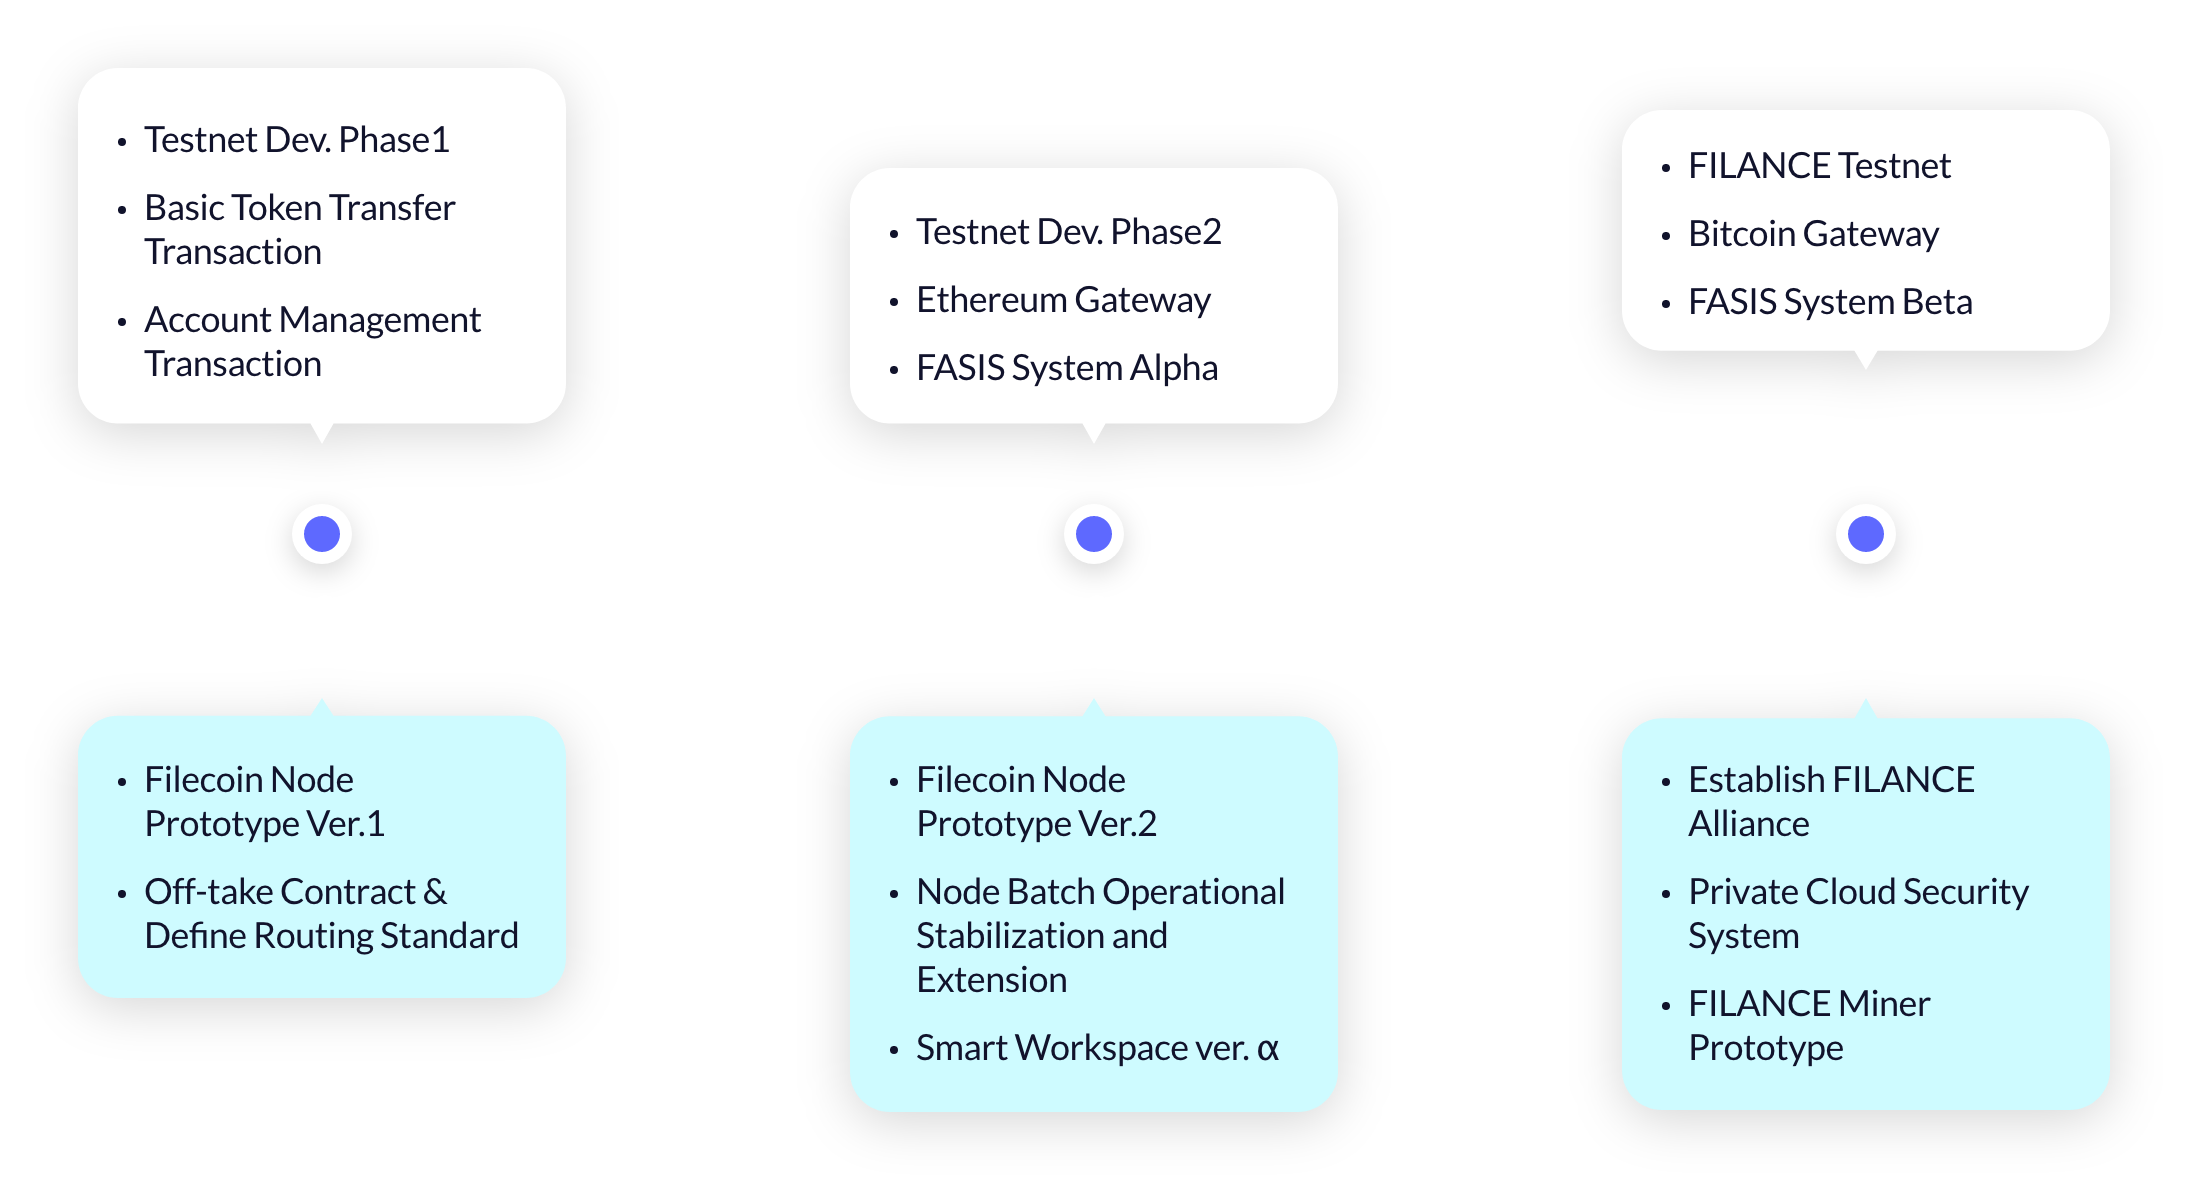 • Testnet Dev. Phase1
• Basic Token Transfer
Transaction
• Account Management
Transaction
• Testnet Dev. Phase2
• Ethereum Gateway
• FASIS System Alpha
• FILANCE Testnet
• Bitcoin Gateway
• FASIS System Beta
• Filecoin Node
Prototype Ver.1
• Off-take Contract &
Define Routing Standard
• Filecoin Node
Prototype Ver.2
• Node Batch Operational
Stabilization and
Extension
• Smart Workspace ver. α
• Establish FILANCE
Alliance
• Private Cloud Security
System
• FILANCE Miner
Prototype